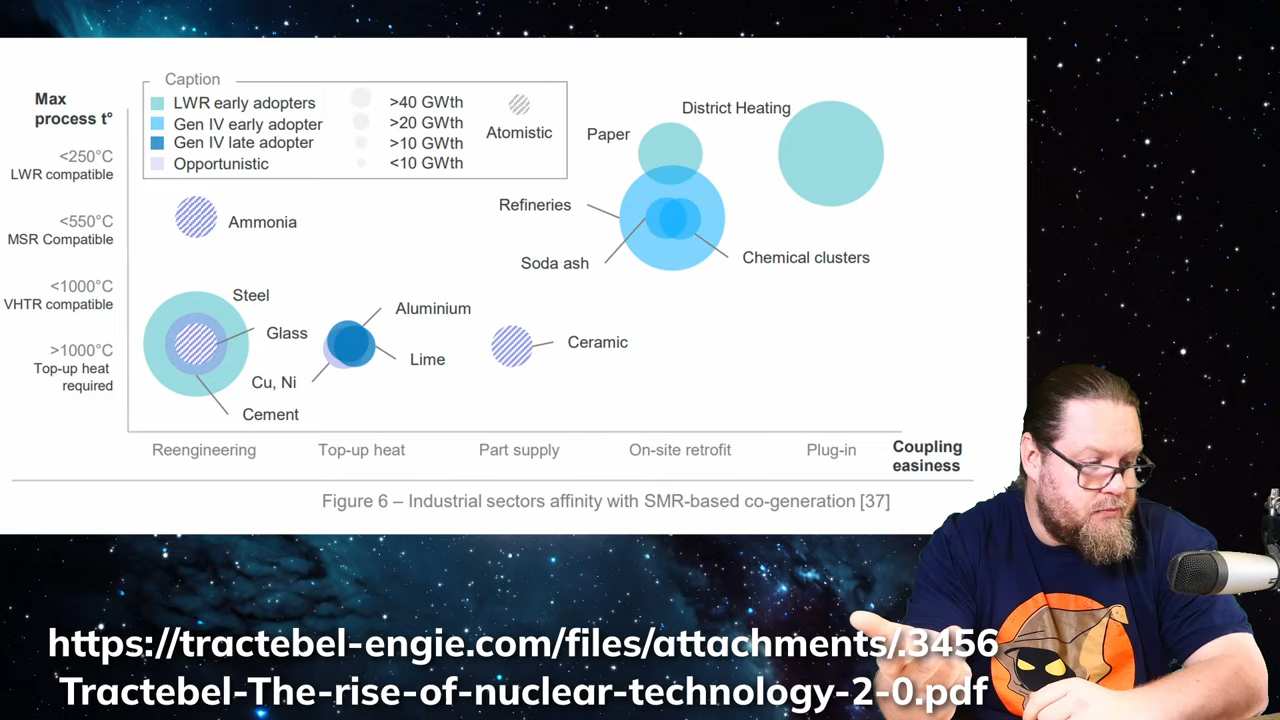 Caption
Max
process t°
LWR early adopters
Gen IV early adopter
Gen IV late adopter
Opportunistic
>40 GWth
>20 GWth
>10 GWth
<10 GWth
Atomistic
District Heating
Paper
<250°C
LWR compatible
Refineries
<550°C
MSR Compatible
Ammonia
Soda ash
Chemical clusters
<1000°C
VHTR compatible
Steel
Aluminium
Glass
Ceramic
>1000°C
Top-up heat
required
Lime
Cu, Ni
Cement
Reengineering
Top-up heat
Part supply
On-site retrofit
Plug-in
Coupling
easiness
Figure 6 – Industrial sectors affinity with SMR-based co-generation [37]
https://tractebel-engie.com/files/attachments/.3456
Tractebel-The-rise-of-nuclear-technology-2-0.pdf